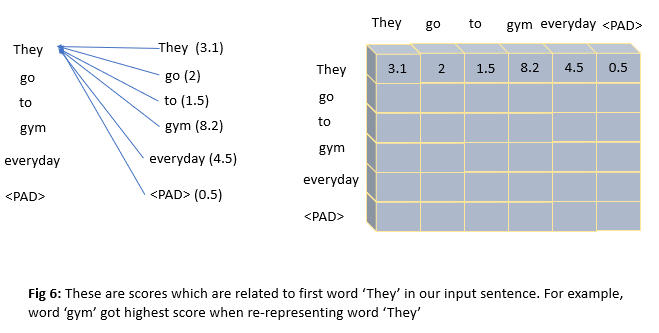 They go to gym everyday <PAD>
They They (3.1) They 3.1 2 1.5 8.2 4.5 0.5
go go (2) go
to to (1.5) to
gym gym (8.2) gym
everyday everyday (4.5) everyday
<PAD> <PAD> (0.5) <PAD>
Fig 6: These are scores which are related to first word ‘They’ in our input sentence. For example,
word ‘gym’ got highest score when re-representing word ‘They’